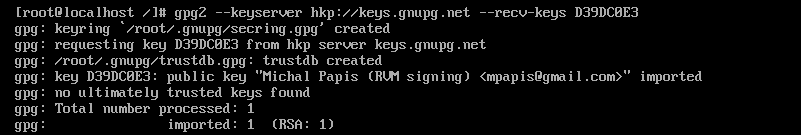 [root@localhost /]# gpg2 --keyserver hkp://keys.gnupg.net --recv-keys D39DC0E3
gpg: keyring `/root/.gnupg/secring.gpg' created
gpg: requesting key D39DC0E3 from hkp server keys.gnupg.net
gpg: /root/.gnupg/trustdb.gpg: trustdb created
gpg: key D39DC0E3: public key "Michal Papis (RVM signing) <mpapis@gmail.com>" imported
gpg: no ultimately trusted keys found
gpg: Total number processed: 1
gpg:               imported: 1  (RSA: 1)